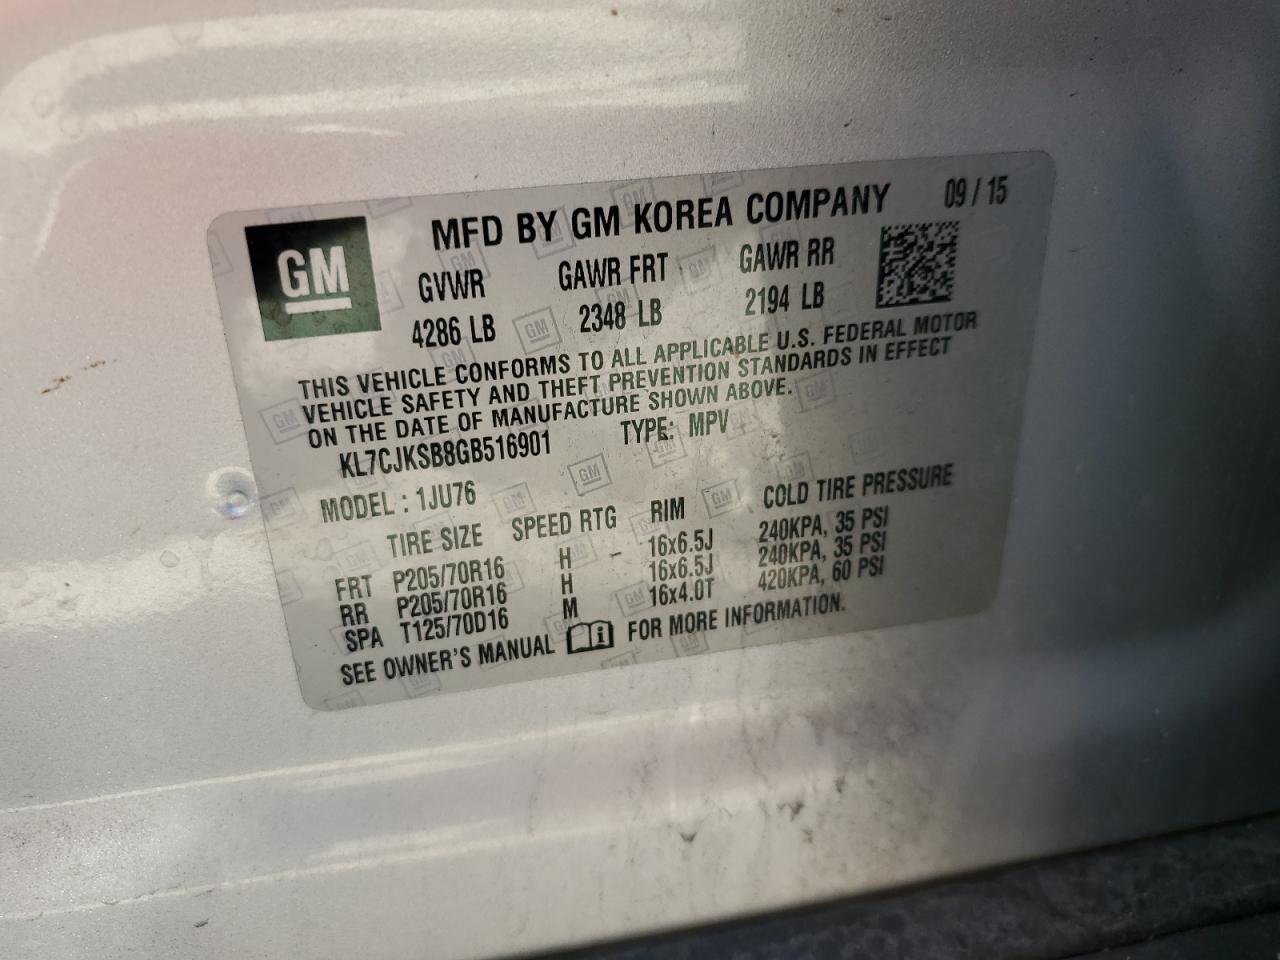 GM
MFD BY GM KOREA COMPANY 09 / 15
GVWR GAWR FRT GAWR RR
4286 LB 2348 LB 2194 LB
THIS VEHICLE CONFORMS TO ALL APPLICABLE U.S. FEDERAL MOTOR
VEHICLE SAFETY AND THEFT PREVENTION STANDARDS IN EFFECT
ON THE DATE OF MANUFACTURE SHOWN ABOVE.
KL7CJKSB8GB516901 TYPE: MPV
MODEL : 1JU76
TIRE SIZE SPEED RTG RIM COLD TIRE PRESSURE
FRT P205/70R16 H 16x6.5J 240KPA, 35 PSI
RR P205/70R16 H 16x6.5J 240KPA, 35 PSI
SPA T125/70D16 M 16x4.0T 420KPA, 60 PSI
SEE OWNER'S MANUAL FOR MORE INFORMATION.